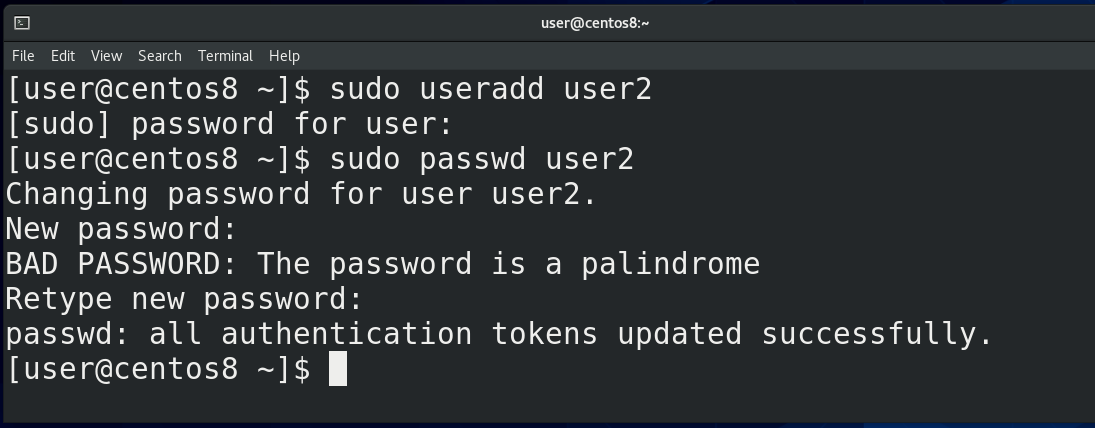 user@centos8:~
File Edit View Search Terminal Help
[user@centos8 ~]$ sudo useradd user2
[sudo] password for user:
[user@centos8 ~]$ sudo passwd user2
Changing password for user user2.
New password:
BAD PASSWORD: The password is a palindrome
Retype new password:
passwd: all authentication tokens updated successfully.
[user@centos8 ~]$